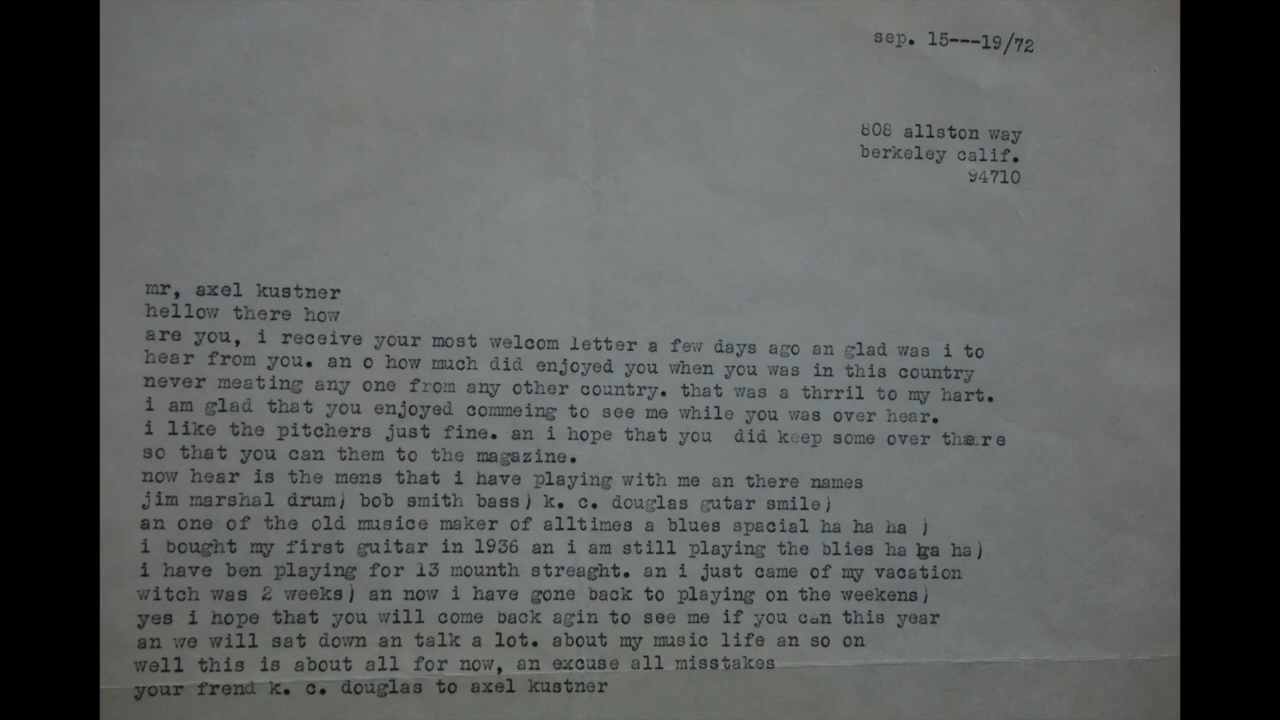 sep. 15---19/72
808 allston way
berkeley calif.
94710
mr, axel kustner
hellow there how
are you, i receive your most welcom letter a few days ago an glad was i to
hear from you. an o how much did enjoyed you when you was in this country
never meating any one from any other country. that was a thrril to my hart.
i am glad that you enjoyed commeing to see me while you was over hear.
i like the pitchers just fine. an i hope that you did keep some over thare
so that you can them to the magazine.
now hear is the mens that i have playing with me an there names
jim marshal drum) bob smith bass) k. c. douglas gutar smile)
an one of the old musice maker of alltimes a blues spacial ha ha ha )
i bought my first guitar in 1936 an i am still playing the blies ha ha ha)
i have ben playing for 13 mounth streaght. an i just came of my vacation
witch was 2 weeks) an now i have gone back to playing on the weekens)
yes i hope that you will come back agin to see me if you can this year
an we will sat down an talk a lot. about my music life an so on
well this is about all for now, an excuse all misstakes
your frend k. c. douglas to axel kustner